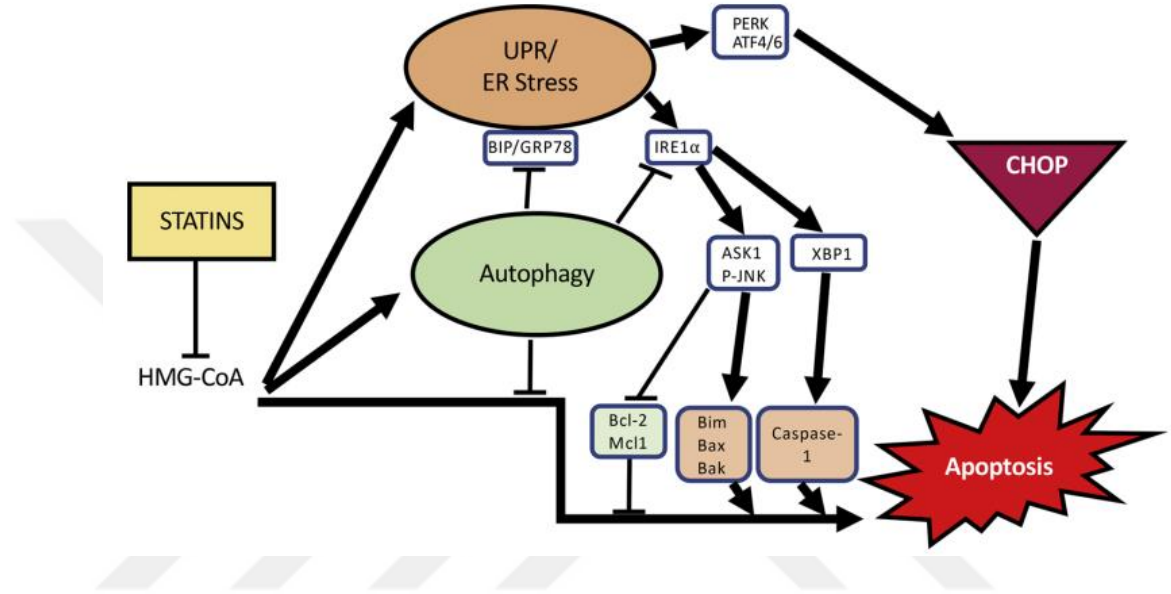 UPR/
ER Stress
PERK
ATF4/6
BIP/GRP78
IRE1α
CHOP
STATINS
Autophagy
ASK1
P-JNK
XBP1
HMG-CoA
Bcl-2
Mcl1
Bim
Bax
Bak
Caspase-
1
Apoptosis